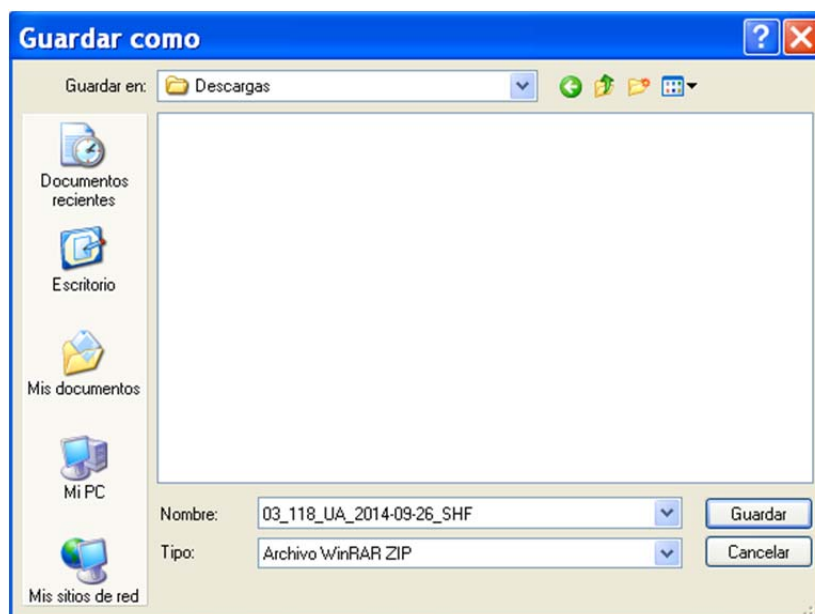 Guardar como
Guardar en:
Descargas
Documentos
recientes
Escritorio
Mis documentos
Mi PC
Mis sitios de red
Nombre:
03_118_UA_2014-09-26_SHF
Guardar
Tipo:
Archivo WinRAR ZIP
Cancelar